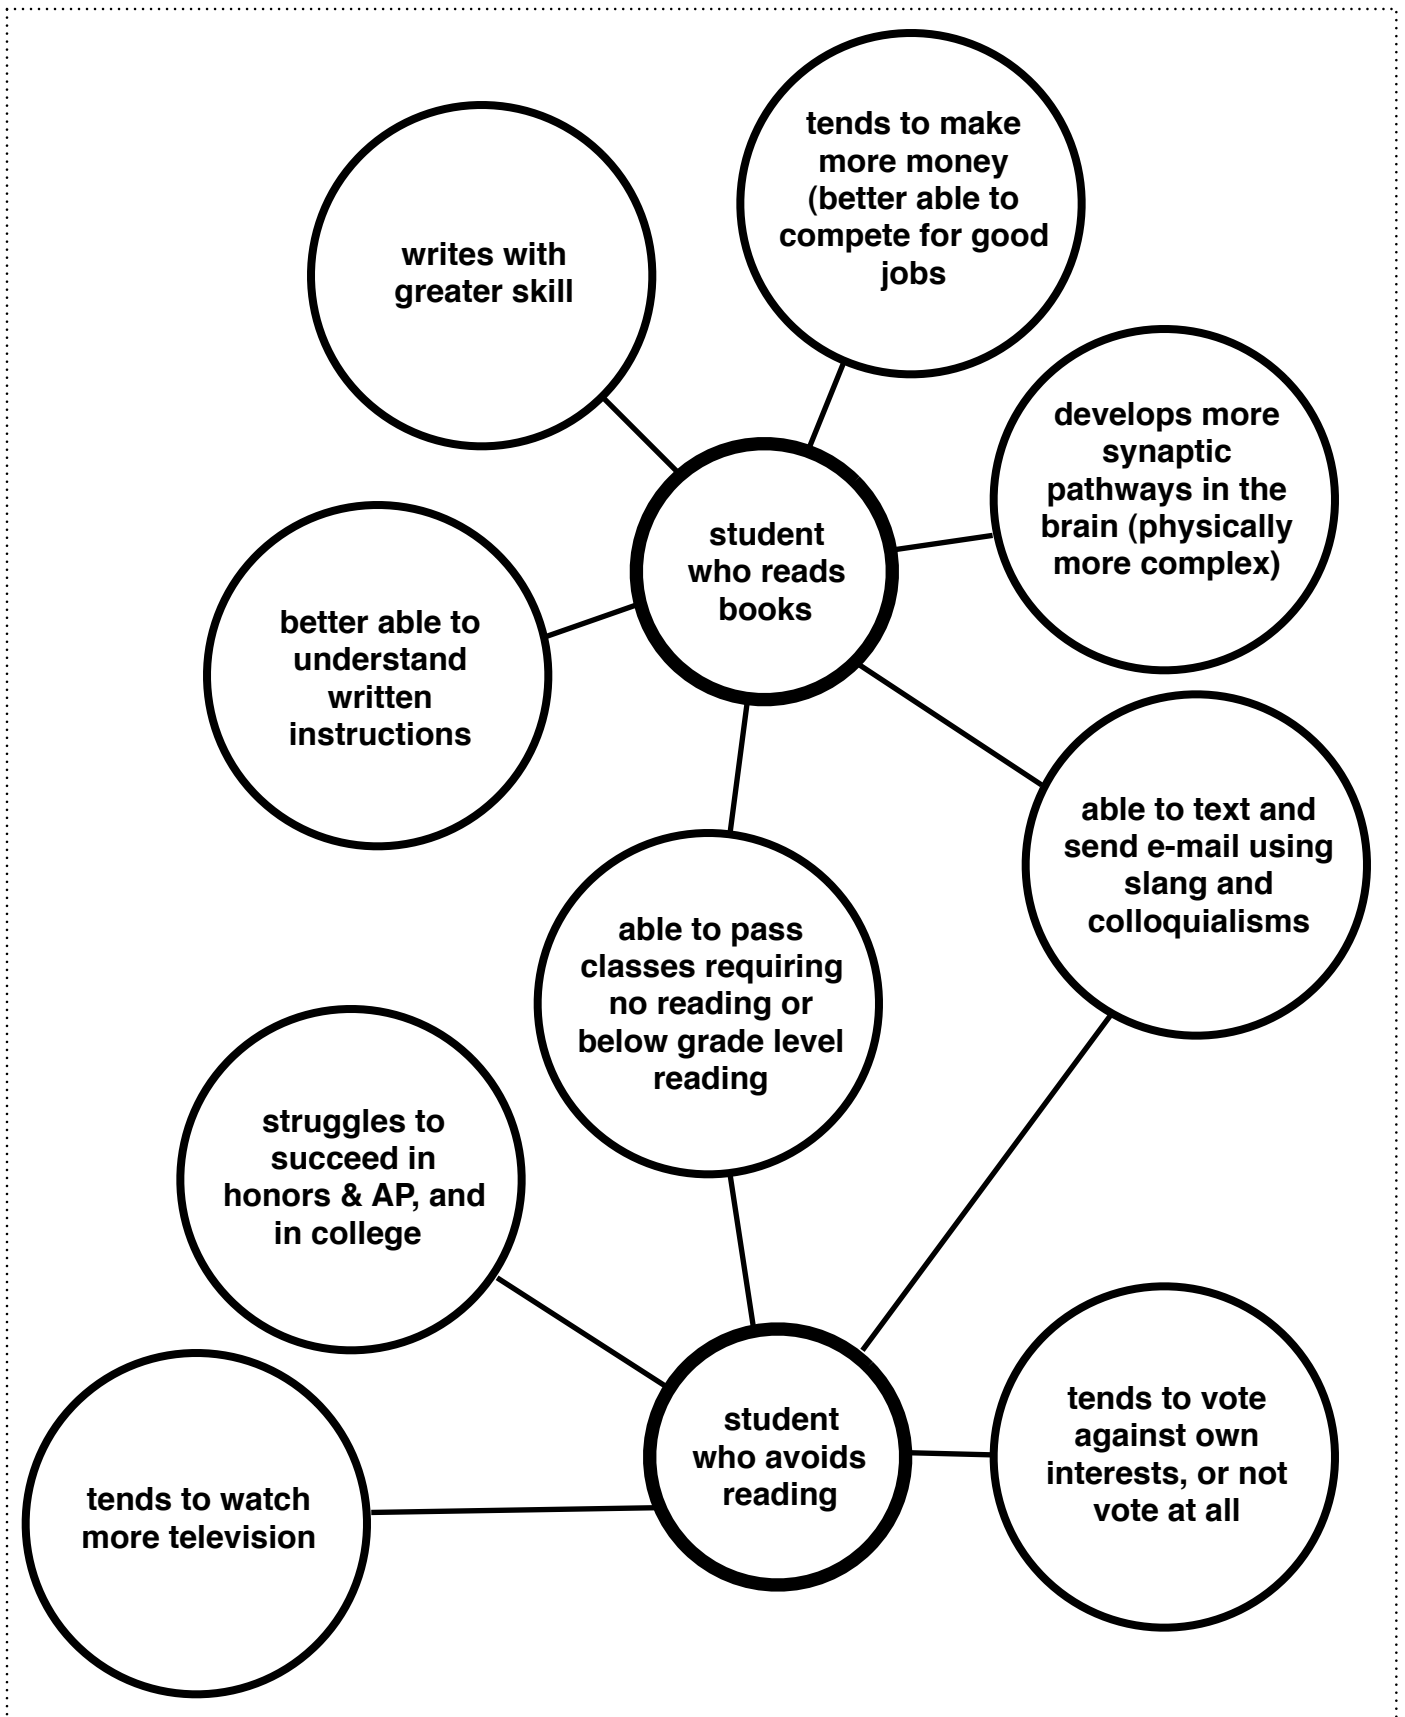 tends to make
more money
(better able to
compete for good
jobs
writes with
greater skill
develops more
synaptic
pathways in the
brain (physically
more complex)
student
who reads
books
better able to
understand
written
instructions
able to text and
send e-mail using
slang and
colloquialisms
able to pass
classes requiring
no reading or
below grade level
reading
struggles to
succeed in
honors & AP, and
in college
student
who avoids
reading
tends to vote
against own
interests, or not
vote at all
tends to watch
more television